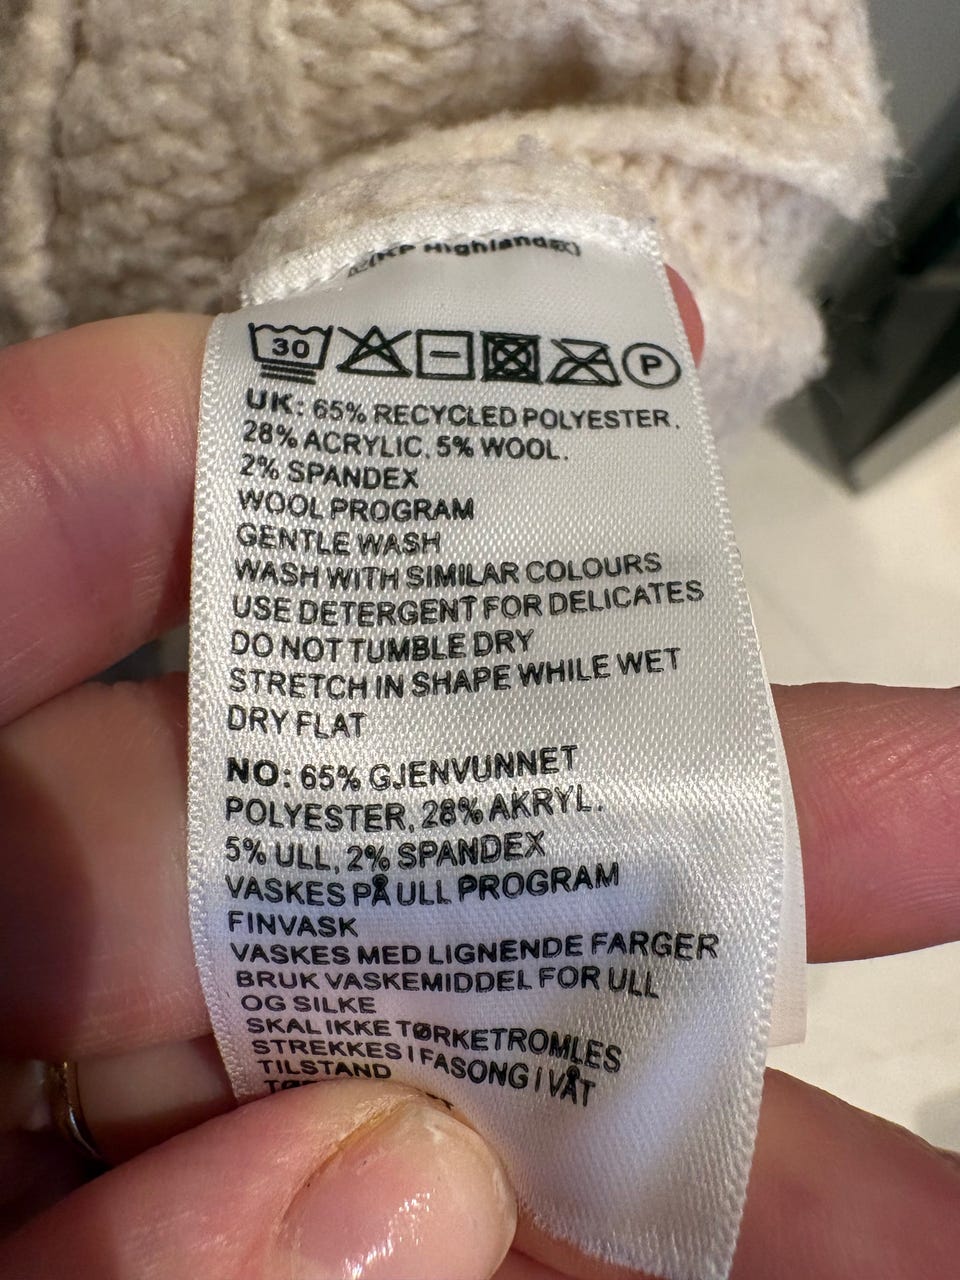 (KP Highlander)
30
P
UK: 65% RECYCLED POLYESTER,
28% ACRYLIC, 5% WOOL.
2% SPANDEX
WOOL PROGRAM
GENTLE WASH
WASH WITH SIMILAR COLOURS
USE DETERGENT FOR DELICATES
DO NOT TUMBLE DRY
STRETCH IN SHAPE WHILE WET
DRY FLAT
NO: 65% GJENVUNNET
POLYESTER, 28% AKRYL.
5% ULL, 2% SPANDEX
VASKES PÅ ULL PROGRAM
FINVASK
VASKES MED LIGNENDE FARGER
BRUK VASKEMIDDEL FOR ULL
OG SILKE
SKAL IKKE TØRKETROMLES
STREKKES I FASONG I VÅT
TILSTAND